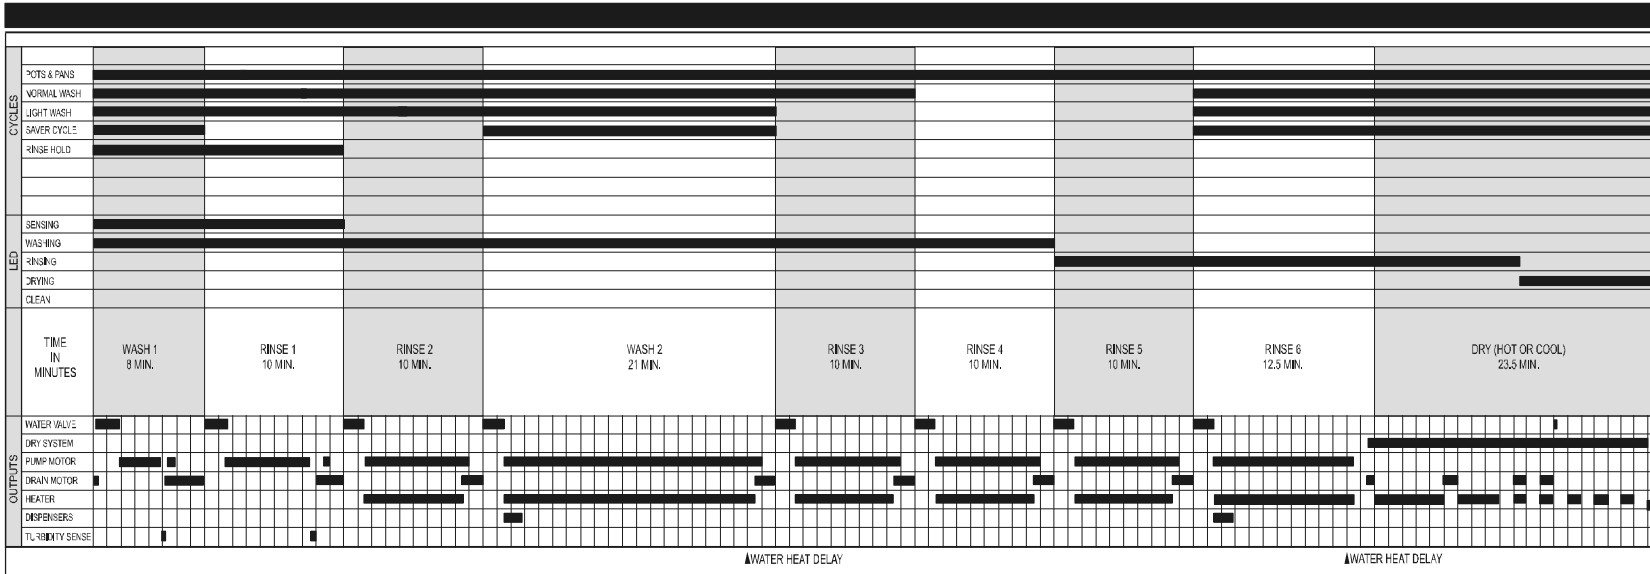 CYCLES
POTS & PANS
NORMAL WASH
LIGHT WASH
SAVER CYCLE
RINSE HOLD
LED
SENSING
WASHING
RINSING
DRYING
CLEAN
TIME
IN
MINUTES
WASH 1
8 MIN.
RINSE 1
10 MIN.
RINSE 2
10 MIN.
WASH 2
21 MIN.
RINSE 3
10 MIN.
RINSE 4
10 MIN.
RINSE 5
10 MIN.
RINSE 6
12.5 MIN.
DRY (HOT OR COOL)
23.5 MIN.
OUTPUTS
WATER VALVE
DRY SYSTEM
PUMP MOTOR
DRAIN MOTOR
HEATER
DISPENSERS
TURBIDITY SENSE
▲WATER HEAT DELAY
▲WATER HEAT DELAY